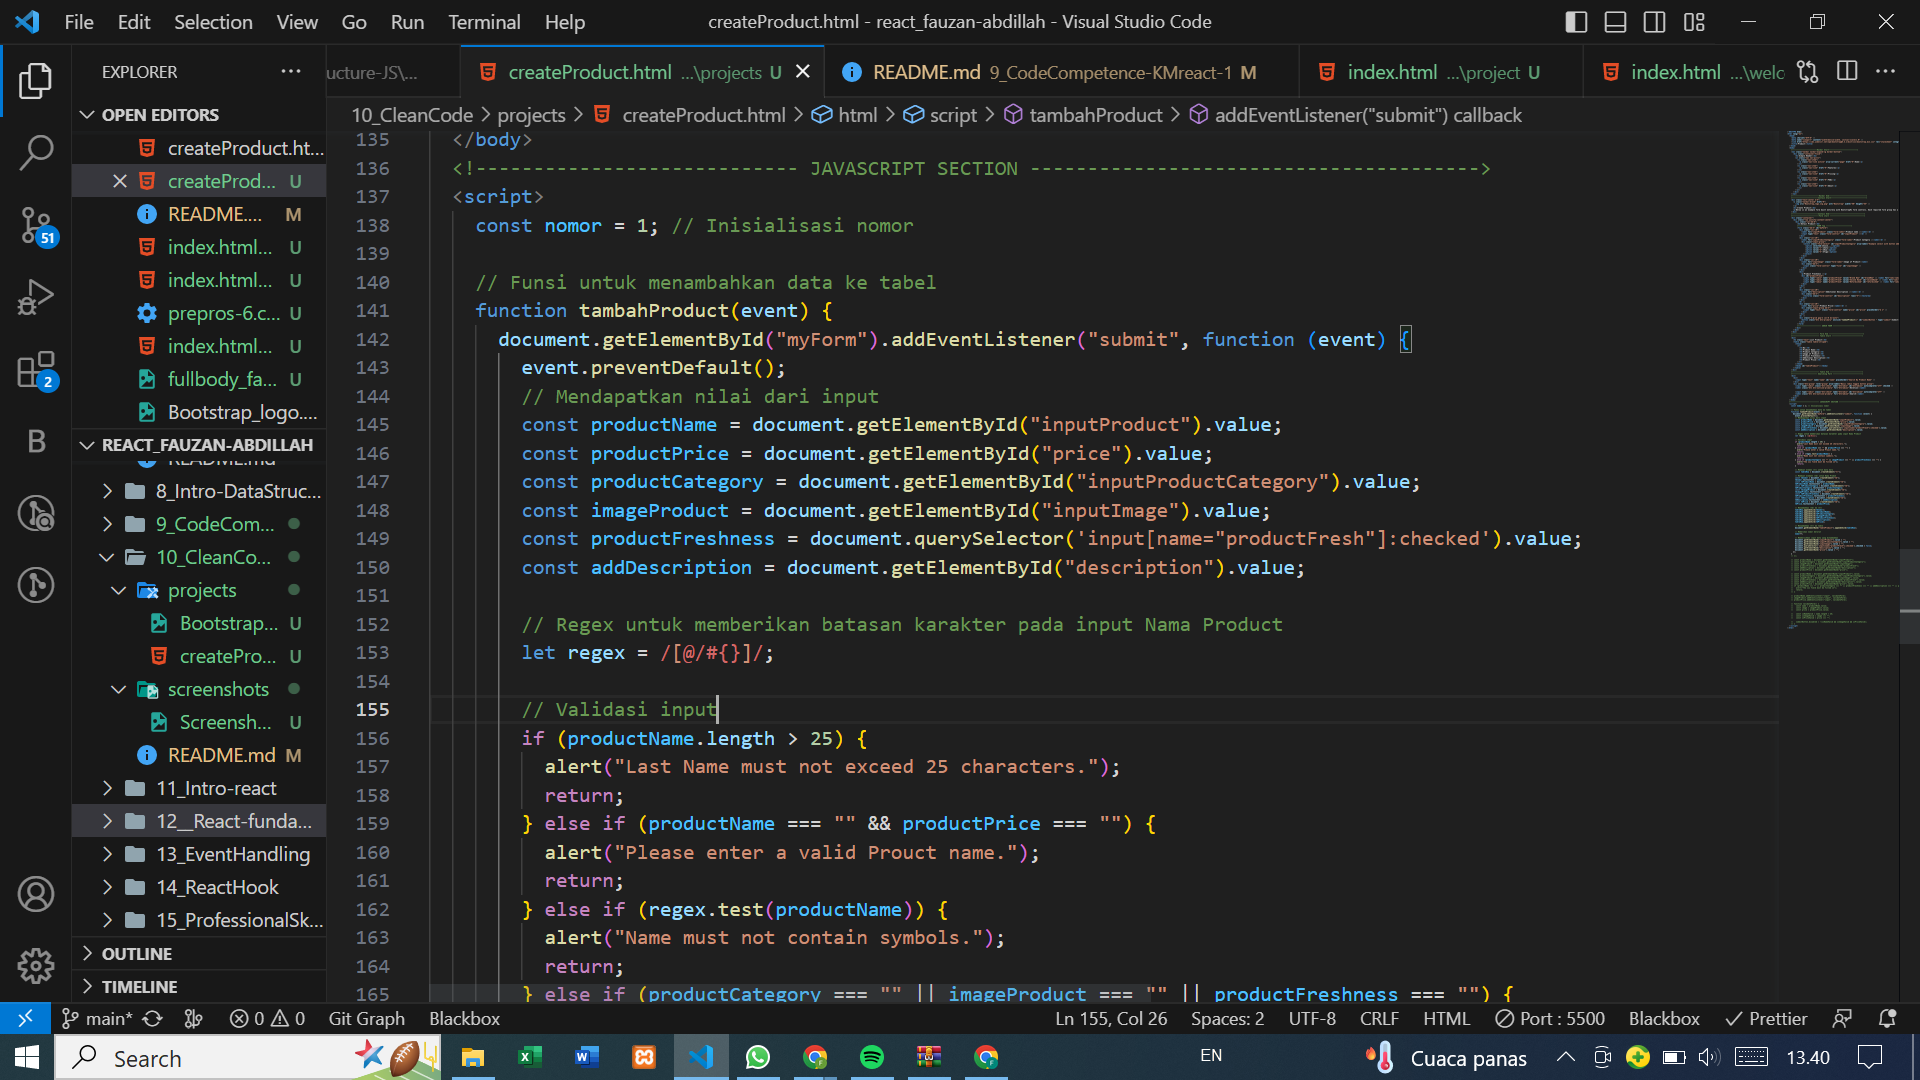 File Edit Selection View Go Run Terminal Help
createProduct.html - react_fauzan-abdillah - Visual Studio Code
EXPLORER
ucture-JS\...
createProduct.html ...\projects U
README.md 9_CodeCompetence-KMreact-1 M
index.html ...\project U
index.html ...\welc
OPEN EDITORS
createProduct.ht...
createProd... U
README.... M
index.html... U
index.html... U
prepros-6.c... U
index.html... U
fullbody_fa... U
Bootstrap_logo....
REACT_FAUZAN-ABDILLAH
README.md
8_Intro-DataStruc...
9_CodeCom...
10_CleanCo...
projects
Bootstrap... U
createPro... U
screenshots
Screensh... U
README.md M
11_Intro-react
12__React-funda...
13_EventHandling
14_ReactHook
15_ProfessionalSk...
OUTLINE
TIMELINE
51
2
B
10_CleanCode > projects > createProduct.html > html > script > tambahProduct > addEventListener("submit") callback
135 </body>
136 <!---------------------------- JAVASCRIPT SECTION --------------------------------------->
137 <script>
138 const nomor = 1; // Inisialisasi nomor
139
140 // Funsi untuk menambahkan data ke tabel
141 function tambahProduct(event) {
142 document.getElementById("myForm").addEventListener("submit", function (event) {
143 event.preventDefault();
144 // Mendapatkan nilai dari input
145 const productName = document.getElementById("inputProduct").value;
146 const productPrice = document.getElementById("price").value;
147 const productCategory = document.getElementById("inputProductCategory").value;
148 const imageProduct = document.getElementById("inputImage").value;
149 const productFreshness = document.querySelector('input[name="productFresh"]:checked').value;
150 const addDescription = document.getElementById("description").value;
151
152 // Regex untuk memberikan batasan karakter pada input Nama Product
153 let regex = /[@/#{}]/;
154
155 // Validasi input
156 if (productName.length > 25) {
157 alert("Last Name must not exceed 25 characters.");
158 return;
159 } else if (productName === "" && productPrice === "") {
160 alert("Please enter a valid Prouct name.");
161 return;
162 } else if (regex.test(productName)) {
163 alert("Name must not contain symbols.");
164 return;
165 } else if (productCategory === "" || imageProduct === "" || productFreshness === "") {
main* 0 0 Git Graph Blackbox
Ln 155, Col 26 Spaces: 2 UTF-8 CRLF HTML Port : 5500 Blackbox Prettier
Search
EN
Cuaca panas
13.40